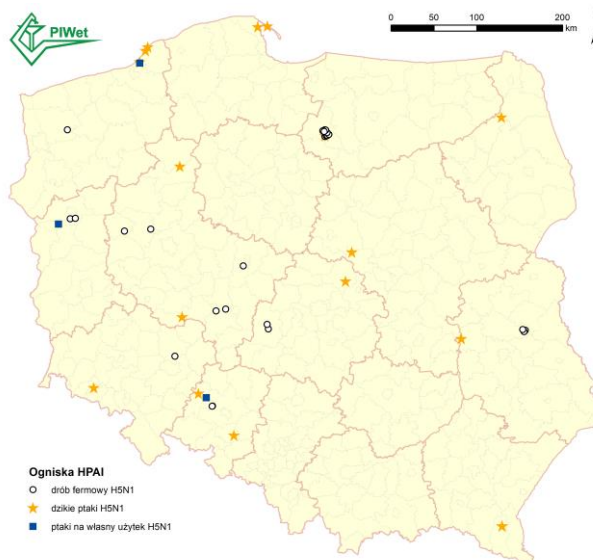 PIWet
0 50 100 200
km
Ogniska HPAI
drób fermowy H5N1
dzikie ptaki H5N1
ptaki na własny użytek H5N1